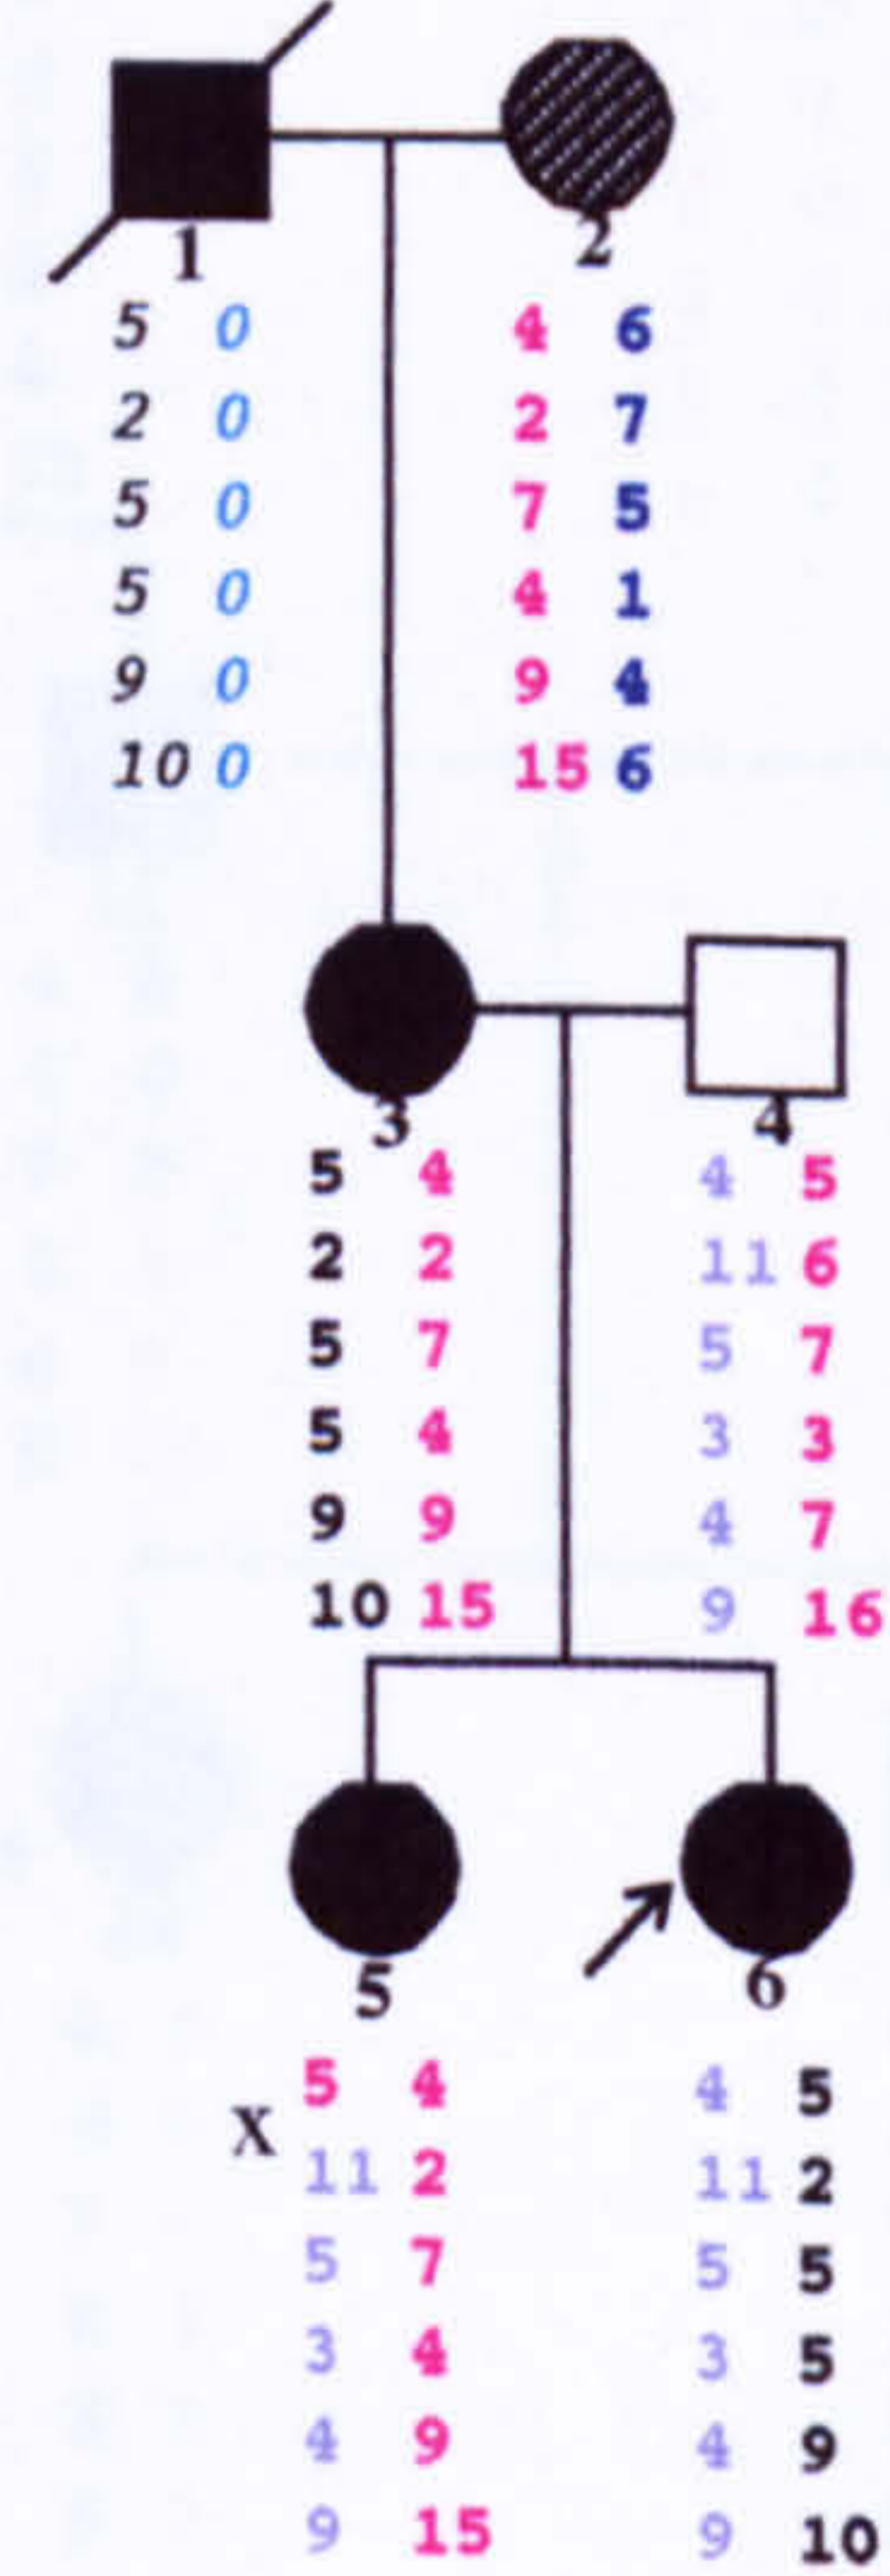 1 2
5 0 4 6
2 0 2 7
5 0 7 5
5 0 4 1
9 0 9 4
10 0 15 6
3 4
5 4 4 5
2 2 11 6
5 7 5 7
5 4 3 3
9 9 4 7
10 15 9 16
5 6
5 4 4 5
X
11 2 11 2
5 7 5 5
3 4 3 5
4 9 4 9
9 15 9 10